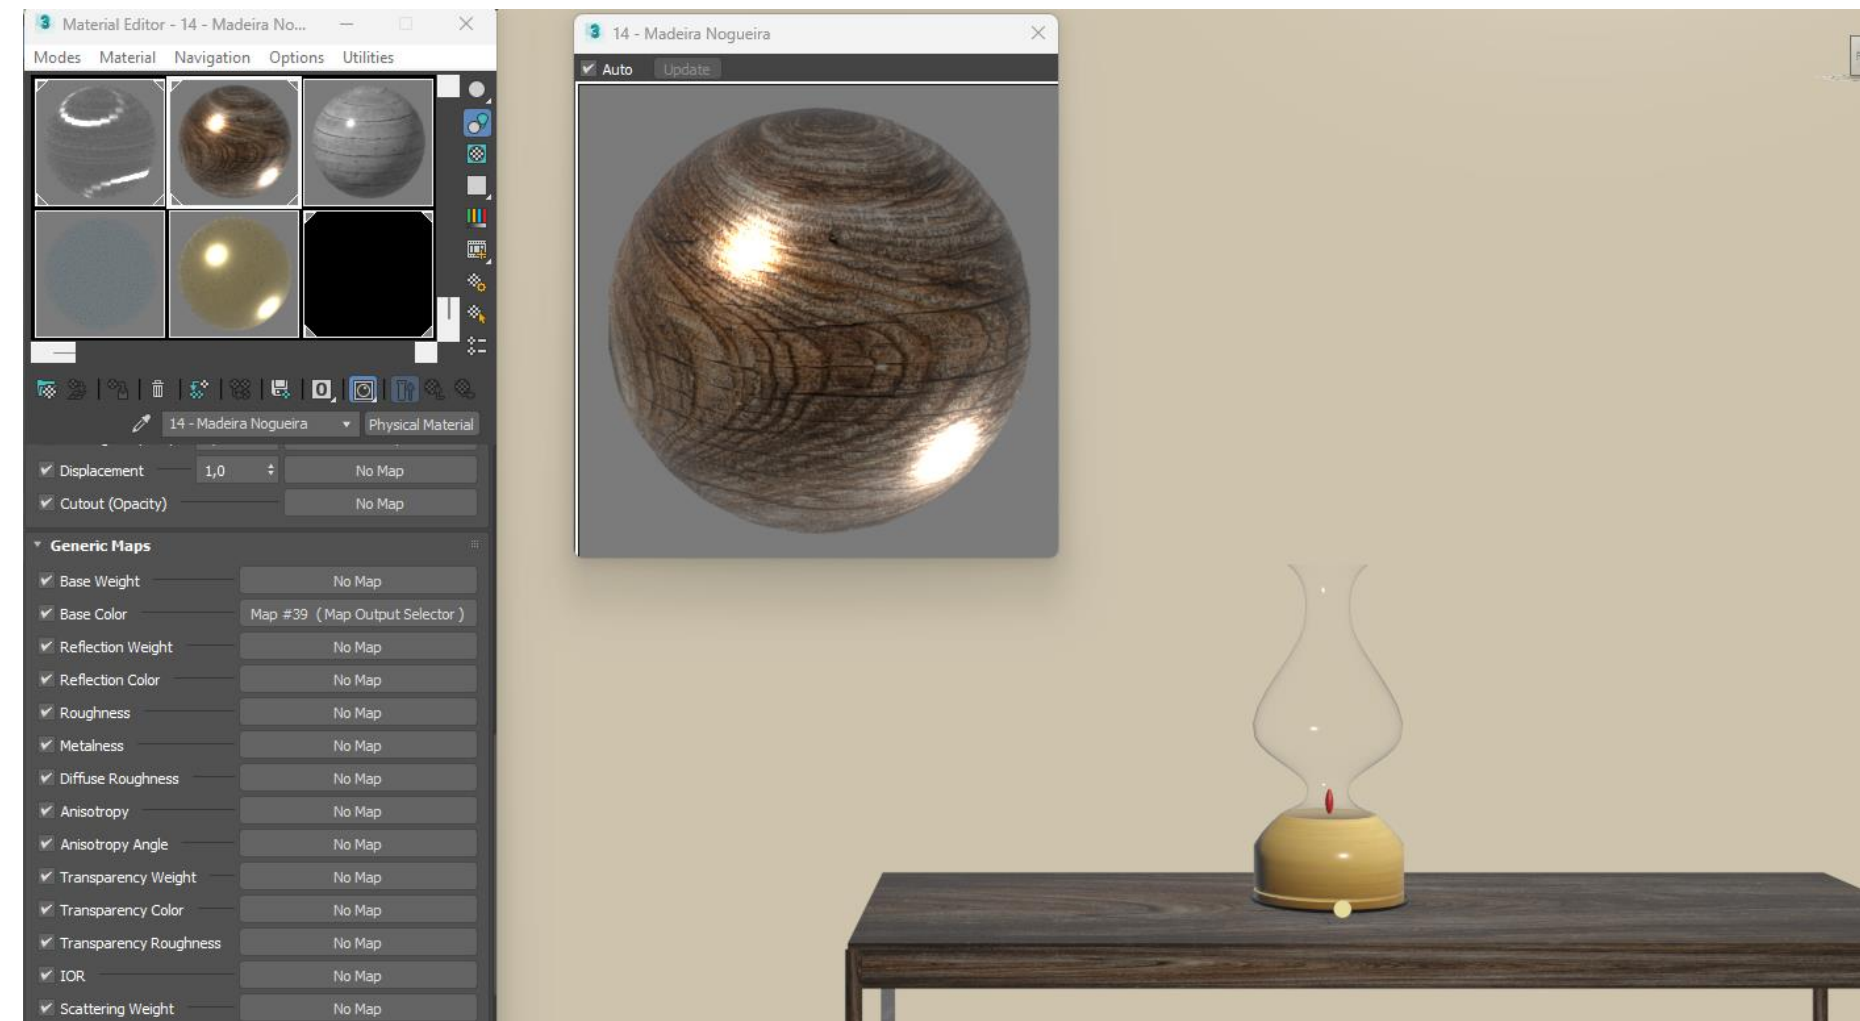 Material Editor - 14 - Madeira No...
Modes Material Navigation Options Utilities
14 - Madeira Nogueira
Auto Update
14 - Madeira Nogueira Physical Material
Displacement 1,0 No Map
Cutout (Opacity) No Map
Generic Maps
Base Weight No Map
Base Color Map #39 ( Map Output Selector )
Reflection Weight No Map
Reflection Color No Map
Roughness No Map
Metalness No Map
Diffuse Roughness No Map
Anisotropy No Map
Anisotropy Angle No Map
Transparency Weight No Map
Transparency Color No Map
Transparency Roughness No Map
IOR No Map
Scattering Weight No Map